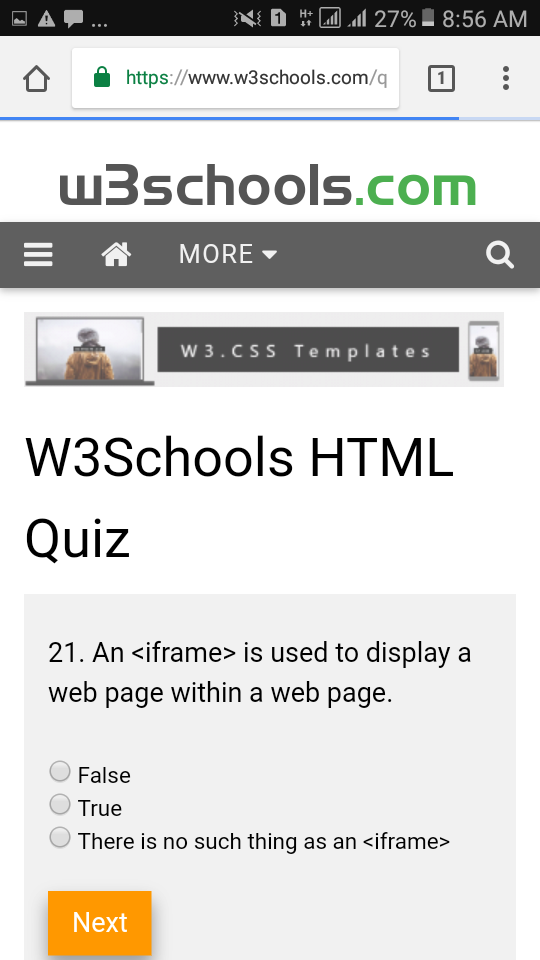 ... 1 H+ 27% 8:56 AM
https://www.w3schools.com/q 1
w3schools.com
MORE
W3.CSS Templates
W3Schools HTML
Quiz
21. An <iframe> is used to display a
web page within a web page.
False
True
There is no such thing as an <iframe>
Next